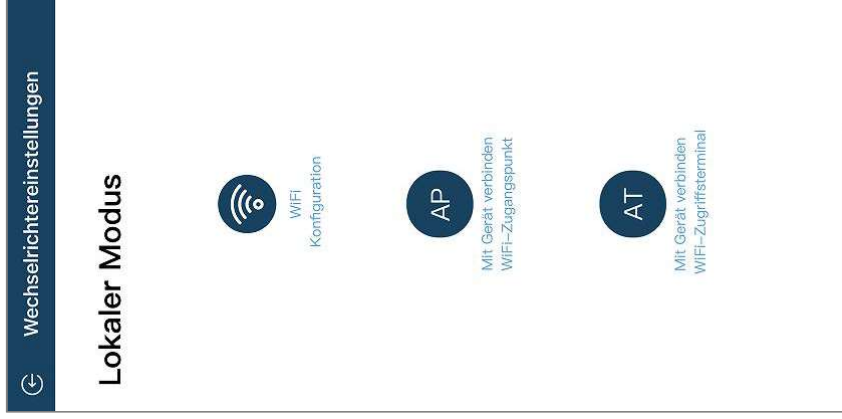 Wechselrichtereinstellungen
Lokaler Modus
WiFi
Konfiguration
AP
Mit Gerät verbinden
WiFi–Zugangspunkt
AT
Mit Gerät verbinden
WiFi–Zugriffsterminal